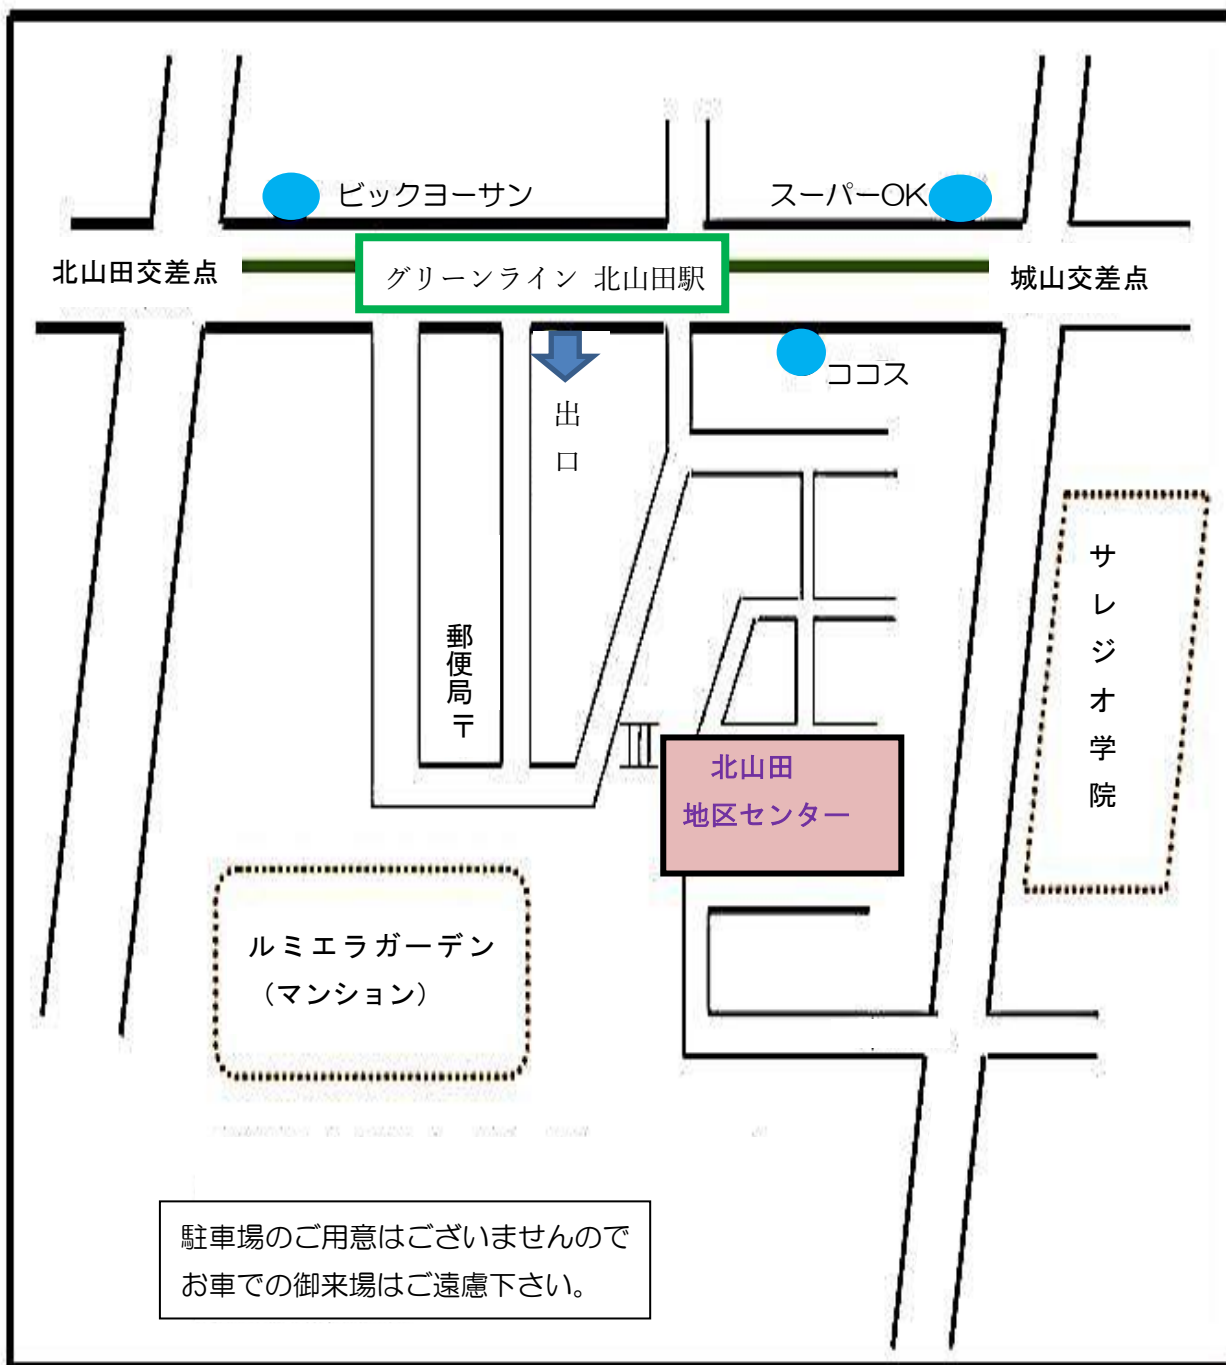 ビックヨーサン
スーパーOK
北山田交差点
グリーンライン 北山田駅
城山交差点
ココス
出
口
サレジオ学院
郵便局〒
北山田
地区センター
ルミエラガーデン
（マンション）
駐車場のご用意はございませんので
お車での御来場はご遠慮下さい。